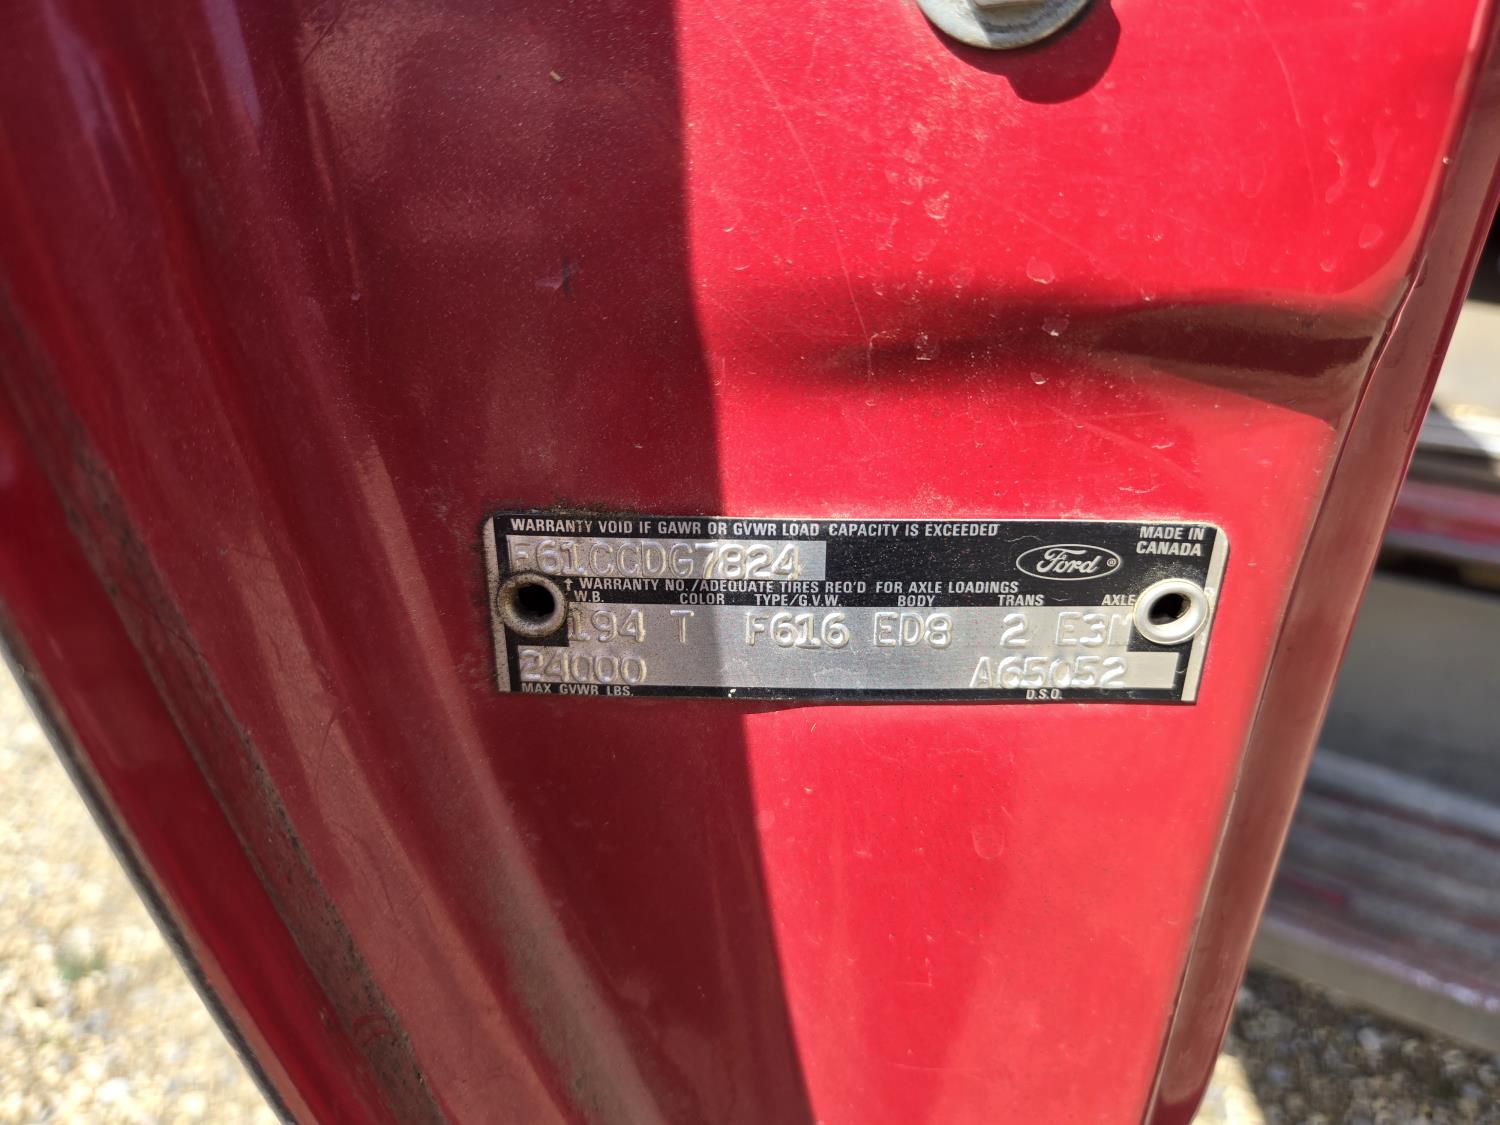 WARRANTY VOID IF GAWR OR GVWR LOAD CAPACITY IS EXCEEDED
MADE IN
CANADA
F61CCDG7824
Ford ®
↑ WARRANTY NO./ADEQUATE TIRES REQ'D FOR AXLE LOADINGS
W.B. COLOR TYPE/G.V.W. BODY TRANS AXLE
194 T F616 ED8 2 E3
24000 A65052
MAX GVWR LBS. D.S.O.